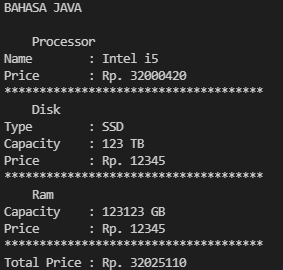 BAHASA JAVA
Processor
Name : Intel i5
Price : Rp. 32000420
*************************************
Disk
Type : SSD
Capacity : 123 TB
Price : Rp. 12345
*************************************
Ram
Capacity : 123123 GB
Price : Rp. 12345
*************************************
Total Price : Rp. 32025110